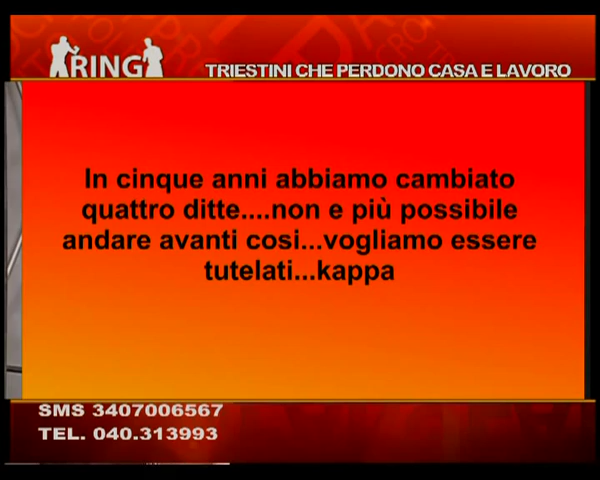 RING
TRIESTINI CHE PERDONO CASA E LAVORO
In cinque anni abbiamo cambiato
quattro ditte....non e più possibile
andare avanti cosi...vogliamo essere
tutelati...kappa
SMS 3407006567
TEL. 040.313993